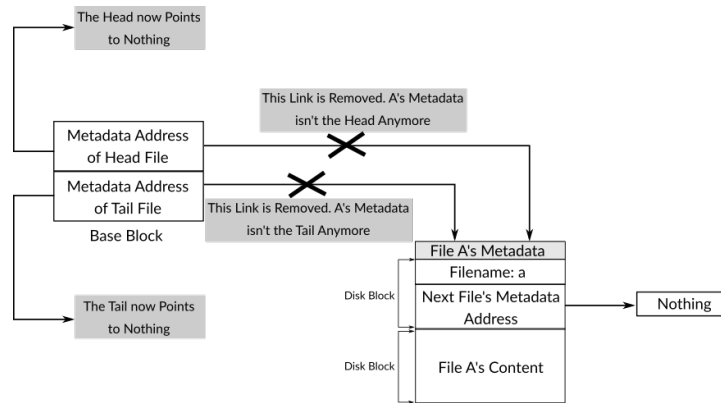 The Head now Points
to Nothing
This Link is Removed. A's Metadata
isn't the Head Anymore
Metadata Address
of Head File
Metadata Address
of Tail File
Base Block
This Link is Removed. A's Metadata
isn't the Tail Anymore
File A's Metadata
Filename: a
Disk Block
Next File's Metadata
Address
Nothing
The Tail now Points
to Nothing
Disk Block
File A's Content